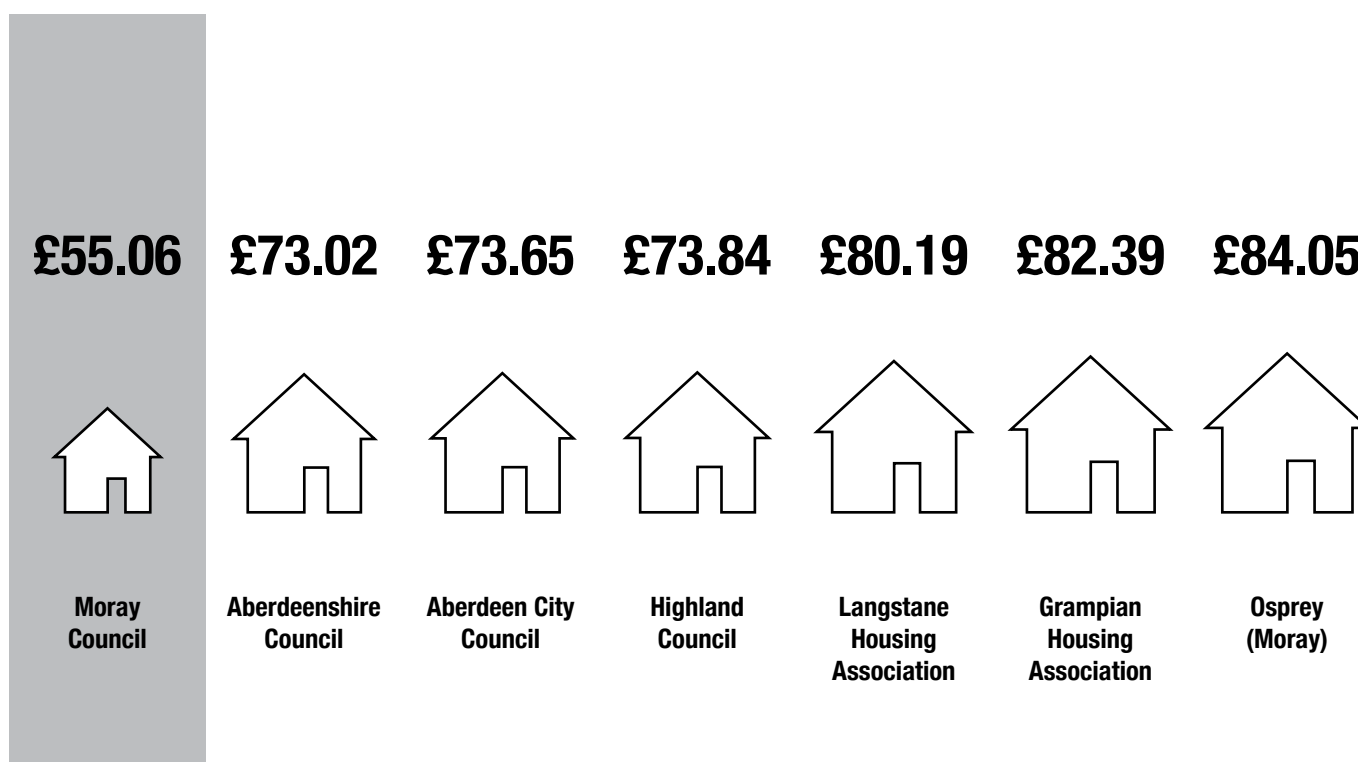 £55.06 £73.02 £73.65 £73.84 £80.19 £82.39 £84.05
Moray
Council
Aberdeenshire
Council
Aberdeen City
Council
Highland
Council
Langstane
Housing
Association
Grampian
Housing
Association
Osprey
(Moray)